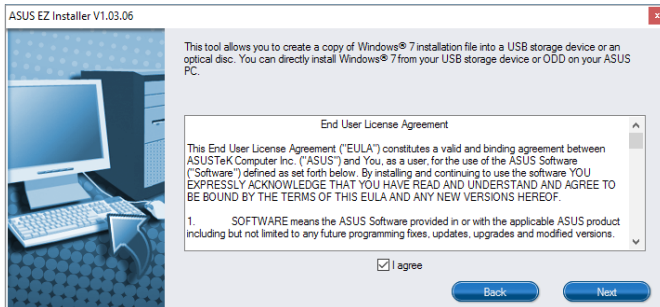 ASUS EZ Installer V1.03.06
x
This tool allows you to create a copy of Windows® 7 installation file into a USB storage device or an
optical disc. You can directly install Windows® 7 from your USB storage device or ODD on your ASUS
PC.
End User License Agreement
This End User License Agreement ("EULA") constitutes a valid and binding agreement between
ASUSTeK Computer Inc. ("ASUS") and You, as a user, for the use of the ASUS Software
("Software") defined as set forth below. By installing and continuing to use the software YOU
EXPRESSLY ACKNOWLEDGE THAT YOU HAVE READ AND UNDERSTAND AND AGREE TO
BE BOUND BY THE TERMS OF THIS EULA AND ANY NEW VERSIONS HEREOF.
1. SOFTWARE means the ASUS Software provided in or with the applicable ASUS product
including but not limited to any future programming fixes, updates, upgrades and modified versions.
I agree
Back Next